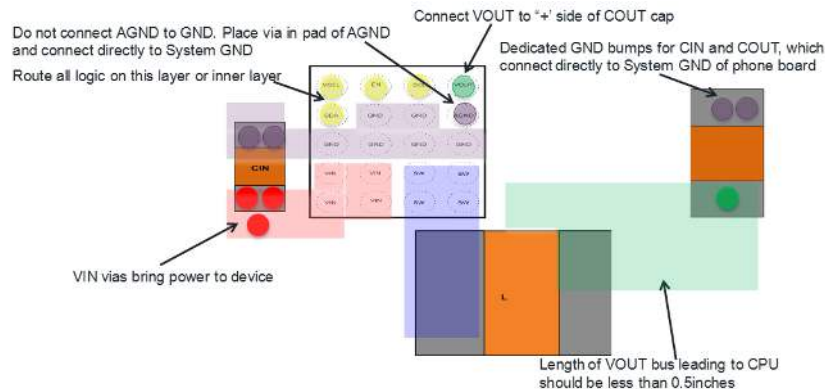 Connect VOUT to "+' side of COUT cap
Do not connect AGND to GND. Place via in pad of AGND
and connect directly to System GND
Route all logic on this layer or inner layer
Dedicated GND bumps for CIN and COUT, which
connect directly to System GND of phone board
EN
VOUT
SDA
GND
GND
AGND
GND
GND
GND
GND
CIN
VIN
VIN
SW
SW
VIN
VIN
SW
SW
VIN vias bring power to device
L
Length of VOUT bus leading to CPU
should be less than 0.5inches